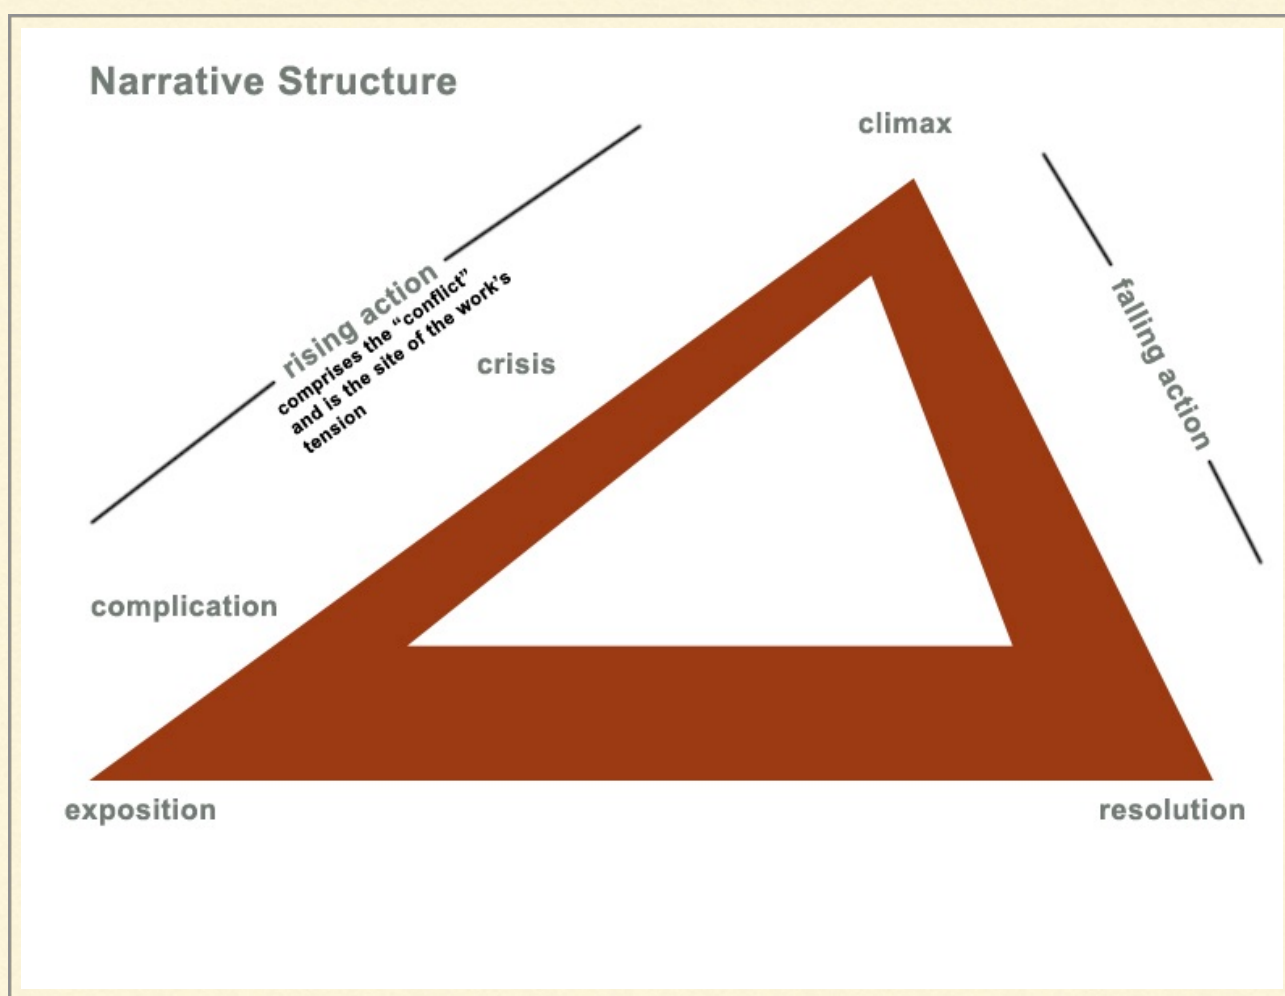 Narrative Structure
climax
rising action
comprises the “conflict”
and is the site of the work’s
tension
crisis
falling action
complication
exposition
resolution